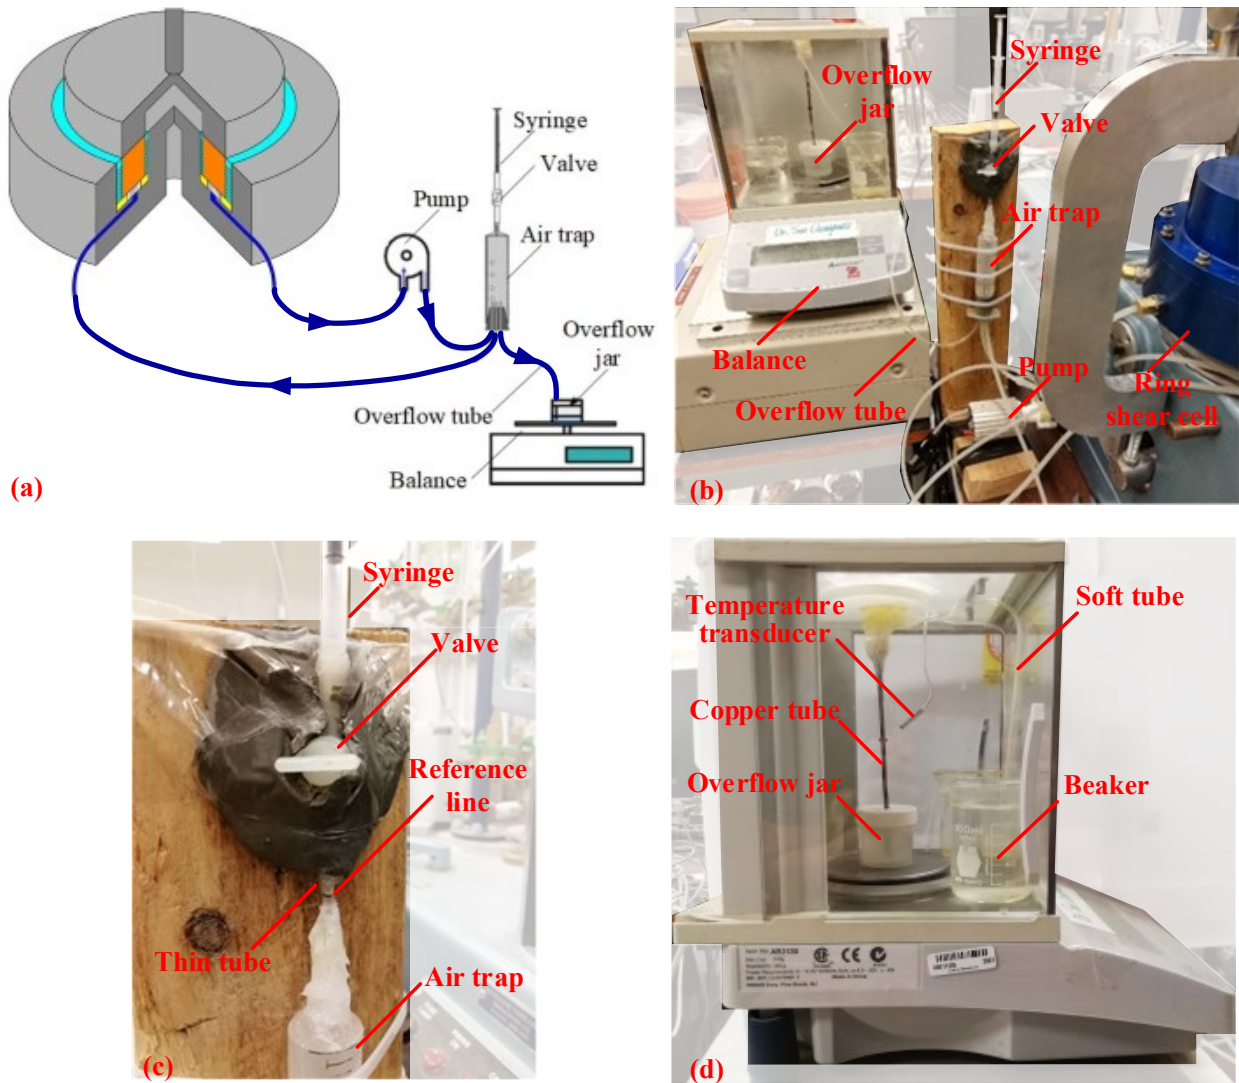 Syringe
Valve
Pump
Air trap
Overflow
jar
Overflow tube
Balance
(a)
Syringe
Overflow
jar
Valve
Air trap
Balance
Pump
Overflow tube
Ring
shear cell
(b)
Syringe
Valve
Reference
line
Thin tube
Air trap
(c)
Temperature
transducer
Soft tube
Copper tube
Overflow jar
Beaker
(d)